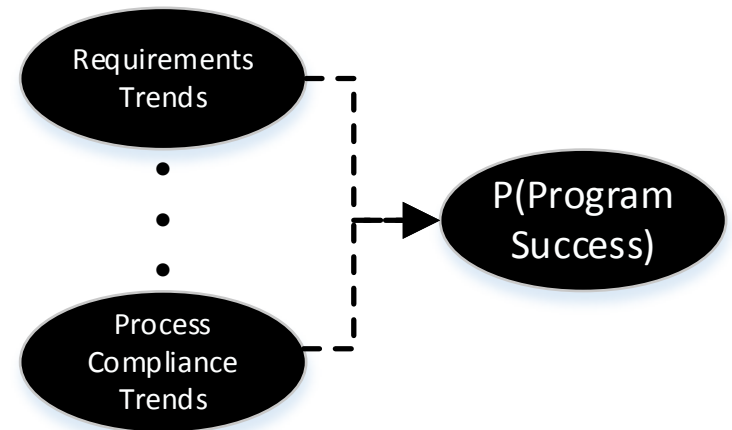 Requirements
Trends
P(Program
Success)
Process
Compliance
Trends